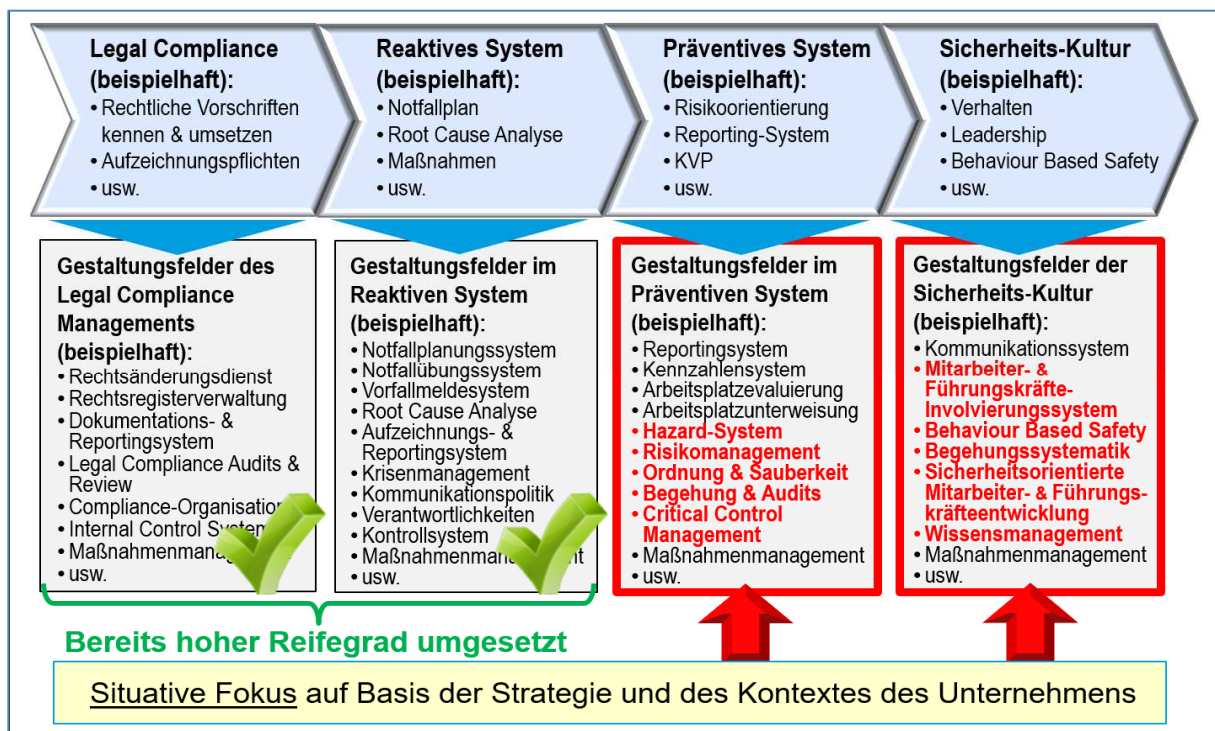 Legal Compliance
(beispielhaft):
• Rechtliche Vorschriften
kennen & umsetzen
• Aufzeichnungspflichten
• usw.
Reaktives System
(beispielhaft):
• Notfallplan
• Root Cause Analyse
• Maßnahmen
• usw.
Präventives System
(beispielhaft):
• Risikoorientierung
• Reporting-System
• KVP
• usw.
Sicherheits-Kultur
(beispielhaft):
• Verhalten
• Leadership
• Behaviour Based Safety
• usw.
Gestaltungsfelder des
Legal Compliance
Managements
(beispielhaft):
• Rechtsänderungsdienst
• Rechtsregisterverwaltung
• Dokumentations- &
Reportingsystem
• Legal Compliance Audits &
Review
• Compliance-Organisation
• Internal Control System
• Maßnahmenmanag
• usw.
Gestaltungsfelder im
Reaktiven System
(beispielhaft):
• Notfallplanungssystem
• Notfallübungssystem
• Vorfallmeldesystem
• Root Cause Analyse
• Aufzeichnungs- &
Reportingsystem
• Krisenmanagement
• Kommunikationspolitik
• Verantwortlichkeiten
• Kontrollsystem
• Maßnahmenmanagement
• usw.
Gestaltungsfelder im
Präventiven System
(beispielhaft):
• Reportingsystem
• Kennzahlensystem
• Arbeitsplatzevaluierung
• Arbeitsplatzunterweisung
• Hazard-System
• Risikomanagement
• Ordnung & Sauberkeit
• Begehung & Audits
• Critical Control
Management
• Maßnahmenmanagement
• usw.
Gestaltungsfelder der
Sicherheits-Kultur
(beispielhaft):
• Kommunikationssystem
• Mitarbeiter- &
Führungskräfte-
Involvierungssystem
• Behaviour Based Safety
• Begehungssystematik
• Sicherheitsorientierte
Mitarbeiter- & Führungs-
kräfteentwicklung
• Wissensmanagement
• Maßnahmenmanagement
• usw.
Bereits hoher Reifegrad umgesetzt
Situative Fokus auf Basis der Strategie und des Kontextes des Unternehmens